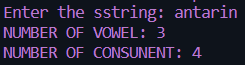 Enter the sstring: antarin
NUMBER OF VOWEL: 3
NUMBER OF CONSUNENT: 4